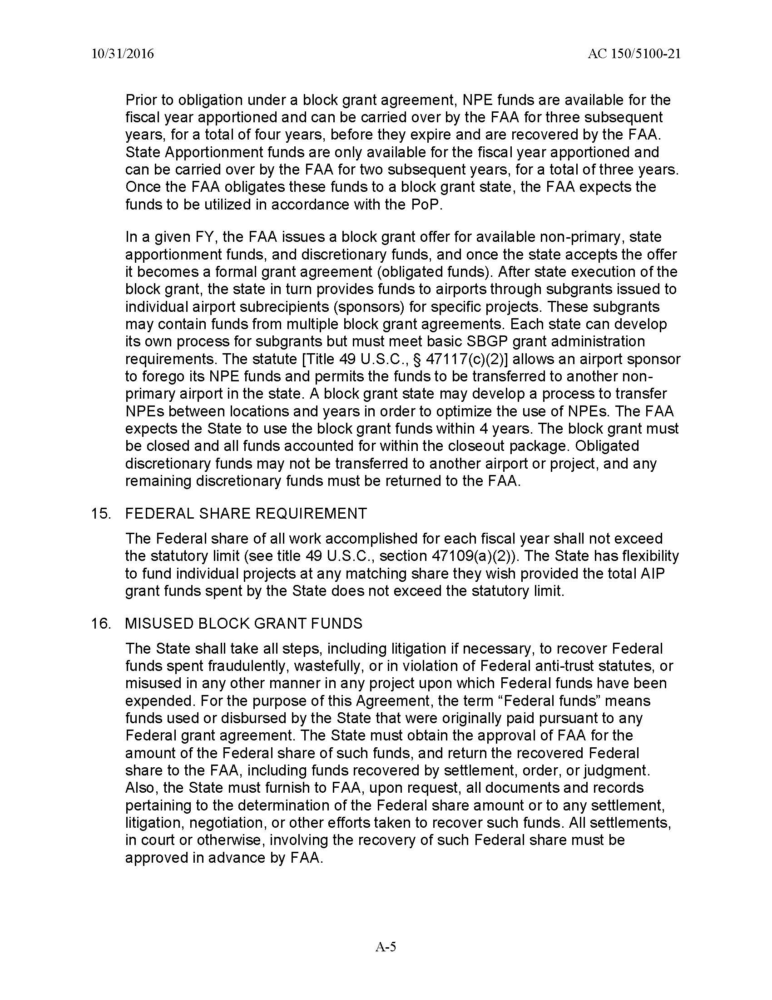 10/31/2016 AC 150/5100-21
Prior to obligation under a block grant agreement, NPE funds are available for the
fiscal year apportioned and can be carried over by the FAA for three subsequent
years, for a total of four years, before they expire and are recovered by the FAA.
State Apportionment funds are only available for the fiscal year apportioned and
can be carried over by the FAA for two subsequent years, for a total of three years.
Once the FAA obligates these funds to a block grant state, the FAA expects the
funds to be utilized in accordance with the PoP.
In a given FY, the FAA issues a block grant offer for available non-primary, state
apportionment funds, and discretionary funds, and once the state accepts the offer
it becomes a formal grant agreement (obligated funds). After state execution of the
block grant, the state in turn provides funds to airports through subgrants issued to
individual airport subrecipients (sponsors) for specific projects. These subgrants
may contain funds from multiple block grant agreements. Each state can develop
its own process for subgrants but must meet basic SBGP grant administration
requirements. The statute [Title 49 U.S.C., § 47117(c)(2)] allows an airport sponsor
to forego its NPE funds and permits the funds to be transferred to another non-
primary airport in the state. A block grant state may develop a process to transfer
NPEs between locations and years in order to optimize the use of NPEs. The FAA
expects the State to use the block grant funds within 4 years. The block grant must
be closed and all funds accounted for within the closeout package. Obligated
discretionary funds may not be transferred to another airport or project, and any
remaining discretionary funds must be returned to the FAA.
15. FEDERAL SHARE REQUIREMENT
The Federal share of all work accomplished for each fiscal year shall not exceed
the statutory limit (see title 49 U.S.C., section 47109(a)(2)). The State has flexibility
to fund individual projects at any matching share they wish provided the total AIP
grant funds spent by the State does not exceed the statutory limit.
16. MISUSED BLOCK GRANT FUNDS
The State shall take all steps, including litigation if necessary, to recover Federal
funds spent fraudulently, wastefully, or in violation of Federal anti-trust statutes, or
misused in any other manner in any project upon which Federal funds have been
expended. For the purpose of this Agreement, the term “Federal funds” means
funds used or disbursed by the State that were originally paid pursuant to any
Federal grant agreement. The State must obtain the approval of FAA for the
amount of the Federal share of such funds, and return the recovered Federal
share to the FAA, including funds recovered by settlement, order, or judgment.
Also, the State must furnish to FAA, upon request, all documents and records
pertaining to the determination of the Federal share amount or to any settlement,
litigation, negotiation, or other efforts taken to recover such funds. All settlements,
in court or otherwise, involving the recovery of such Federal share must be
approved in advance by FAA.
A-5